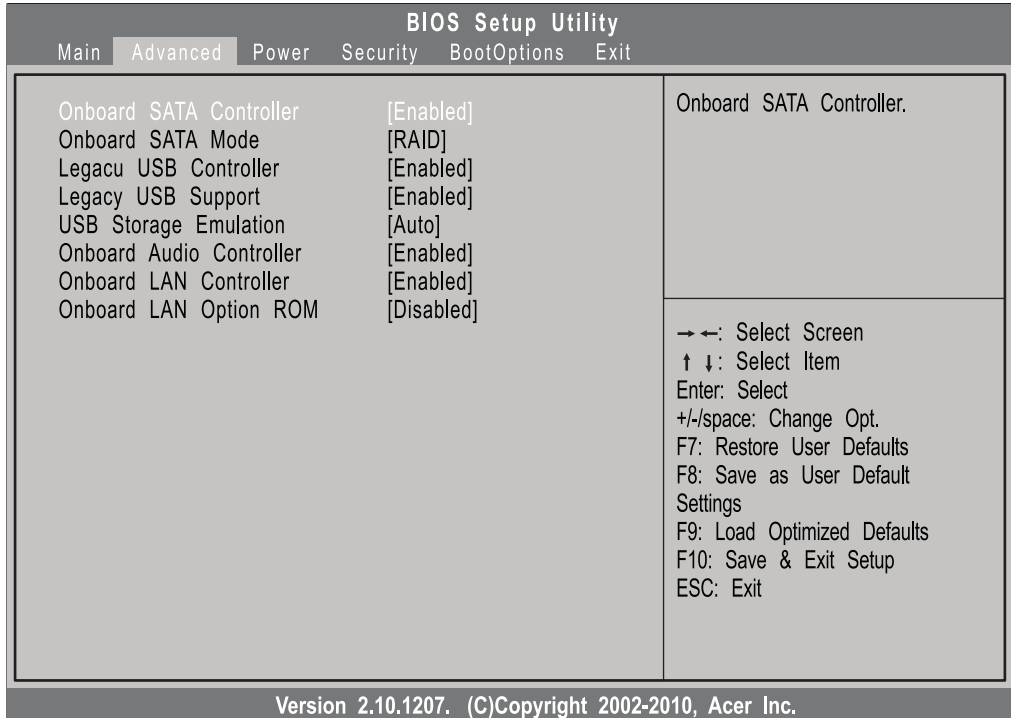 BIOS Setup Utility
Main Advanced Power Security BootOptions Exit
Onboard SATA Controller [Enabled]
Onboard SATA Mode [RAID]
Legacu USB Controller [Enabled]
Legacy USB Support [Enabled]
USB Storage Emulation [Auto]
Onboard Audio Controller [Enabled]
Onboard LAN Controller [Enabled]
Onboard LAN Option ROM [Disabled]
Onboard SATA Controller.
→←: Select Screen
↑↓: Select Item
Enter: Select
+/-/space: Change Opt.
F7: Restore User Defaults
F8: Save as User Default
Settings
F9: Load Optimized Defaults
F10: Save & Exit Setup
ESC: Exit
Version 2.10.1207. (C)Copyright 2002-2010, Acer Inc.